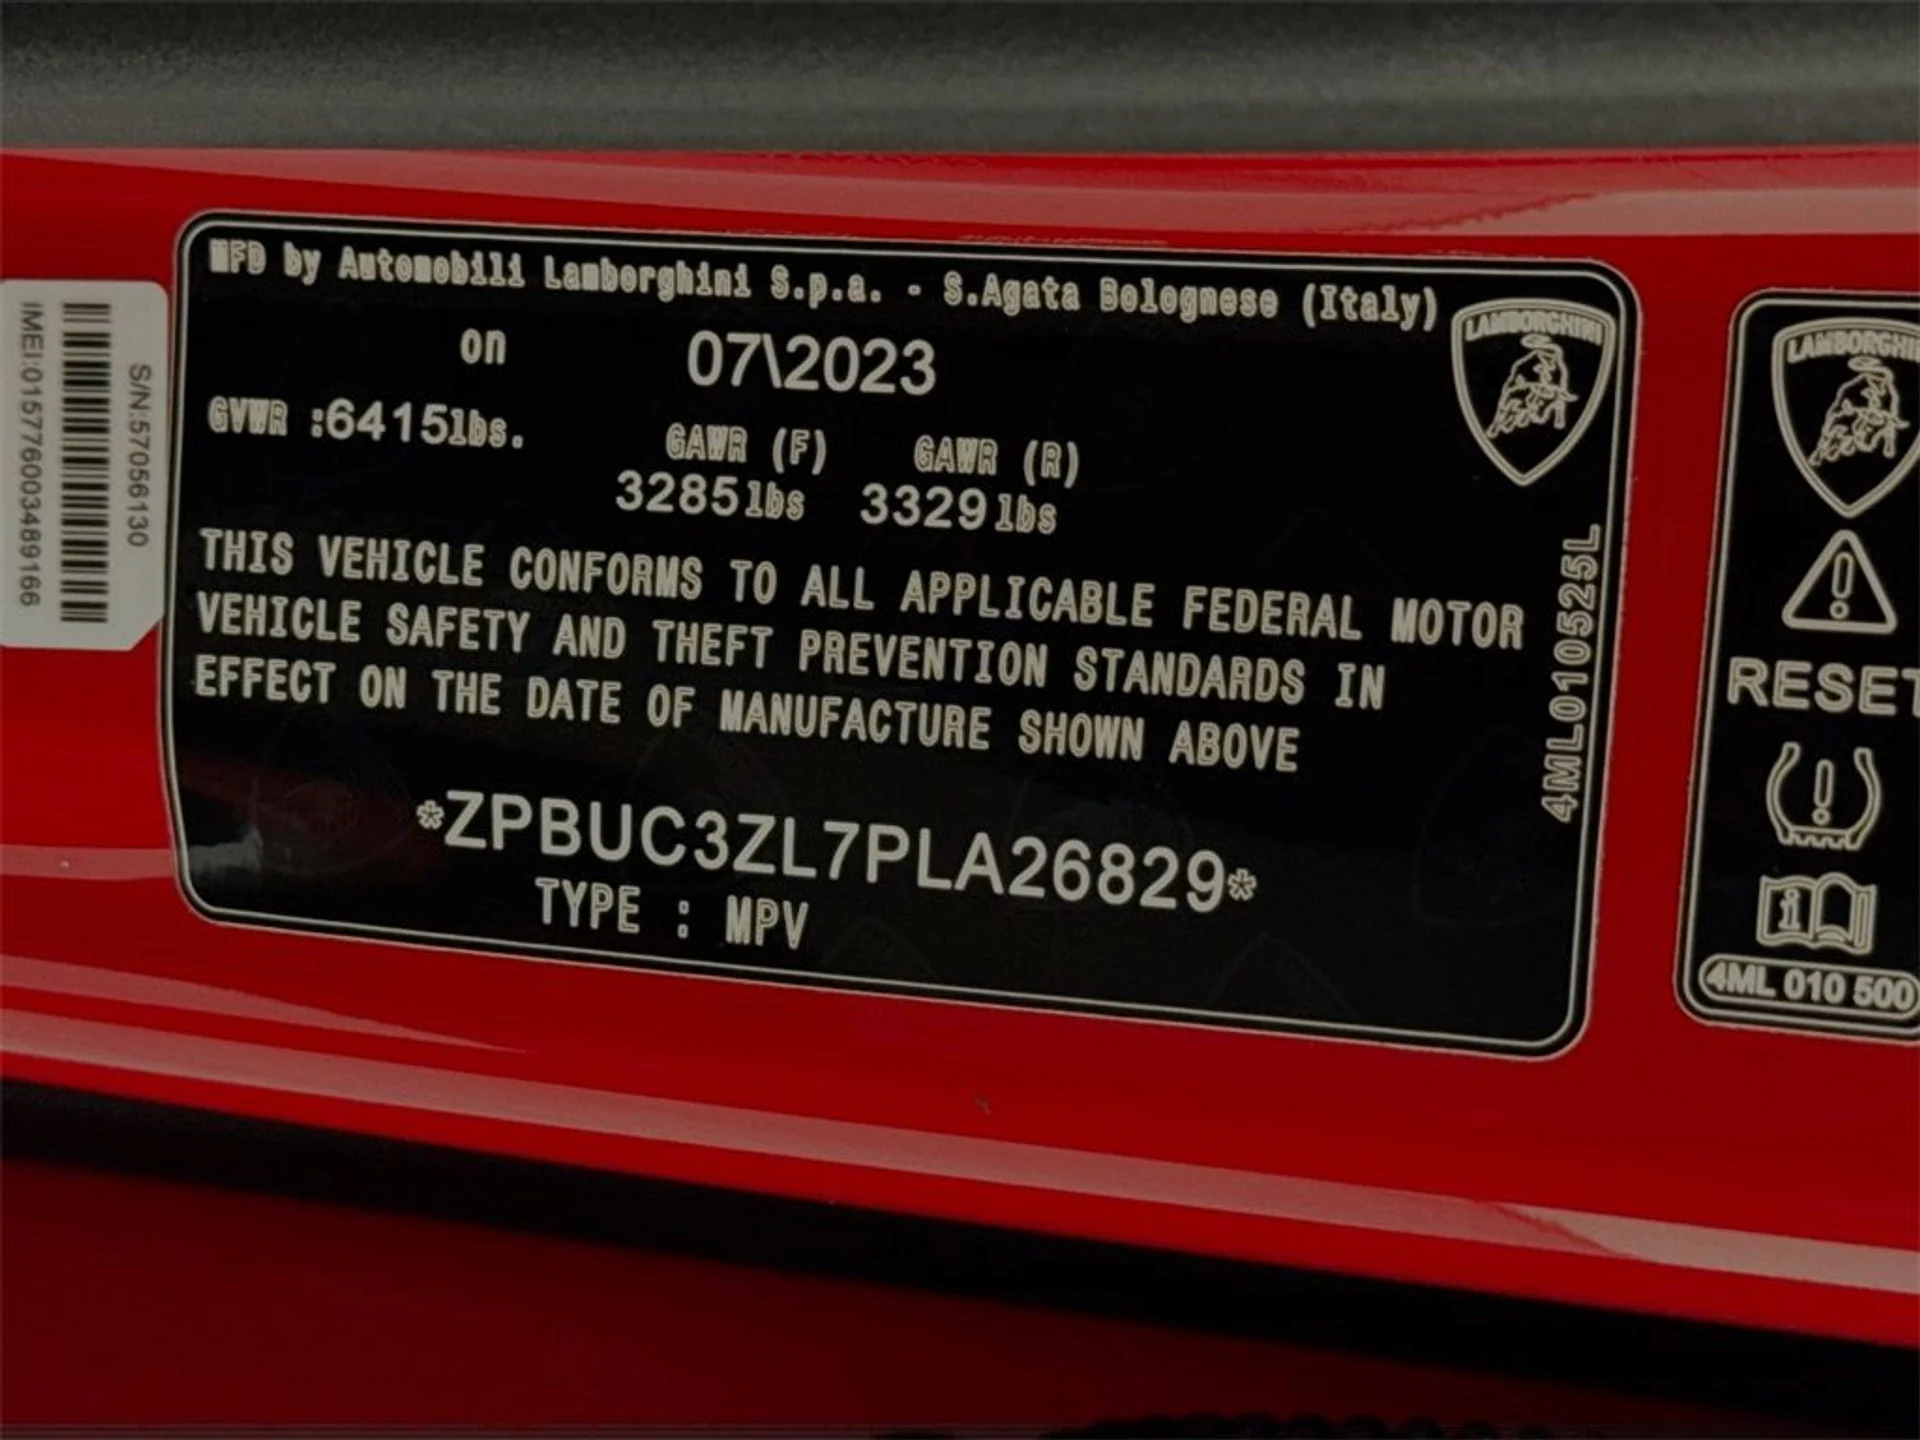 IMEI:015776003489166
S/N:57056130
MFD by Automobili Lamborghini S.p.a. - S.Agata Bolognese (Italy)
on 07\2023
GVWR :6415lbs.
GAWR (F) GAWR (R)
3285lbs 3329lbs
THIS VEHICLE CONFORMS TO ALL APPLICABLE FEDERAL MOTOR
VEHICLE SAFETY AND THEFT PREVENTION STANDARDS IN
EFFECT ON THE DATE OF MANUFACTURE SHOWN ABOVE
*ZPBUC3ZL7PLA26829*
TYPE : MPV
LAMBORGHINI
4ML010525L
LAMBORGHI
RESET
4ML 010 500